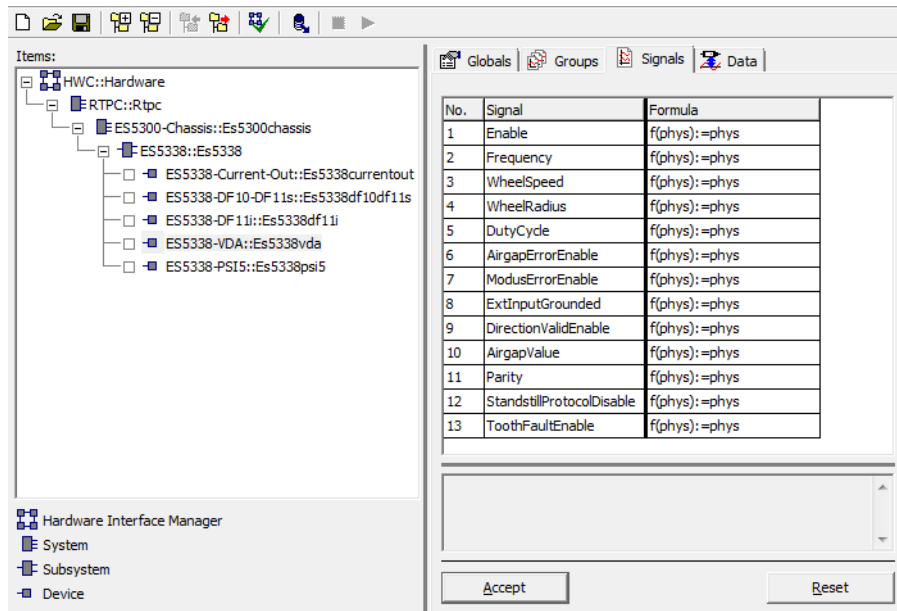 Items:
HWC::Hardware
RTPC::Rtpc
ES5300-Chassis::Es5300chassis
ES5338::Es5338
ES5338-Current-Out::Es5338currentout
ES5338-DF10-DF11s::Es5338df10df11s
ES5338-DF11i::Es5338df11i
ES5338-VDA::Es5338vda
ES5338-PSI5::Es5338psi5
Hardware Interface Manager
System
Subsystem
Device
Globals Groups Signals Data
No. Signal Formula
1 Enable f(phys):=phys
2 Frequency f(phys):=phys
3 WheelSpeed f(phys):=phys
4 WheelRadius f(phys):=phys
5 DutyCycle f(phys):=phys
6 AirgapErrorEnable f(phys):=phys
7 ModusErrorEnable f(phys):=phys
8 ExtInputGrounded f(phys):=phys
9 DirectionValidEnable f(phys):=phys
10 AirgapValue f(phys):=phys
11 Parity f(phys):=phys
12 StandstillProtocolDisable f(phys):=phys
13 ToothFaultEnable f(phys):=phys
Accept Reset